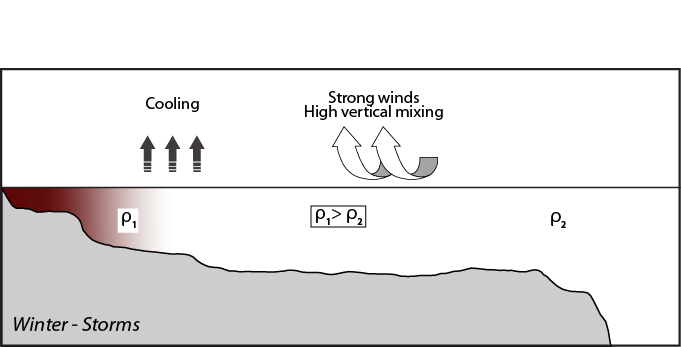 Cooling
Strong winds
High vertical mixing
ρ₁
ρ₁> ρ₂
ρ₂
Winter - Storms